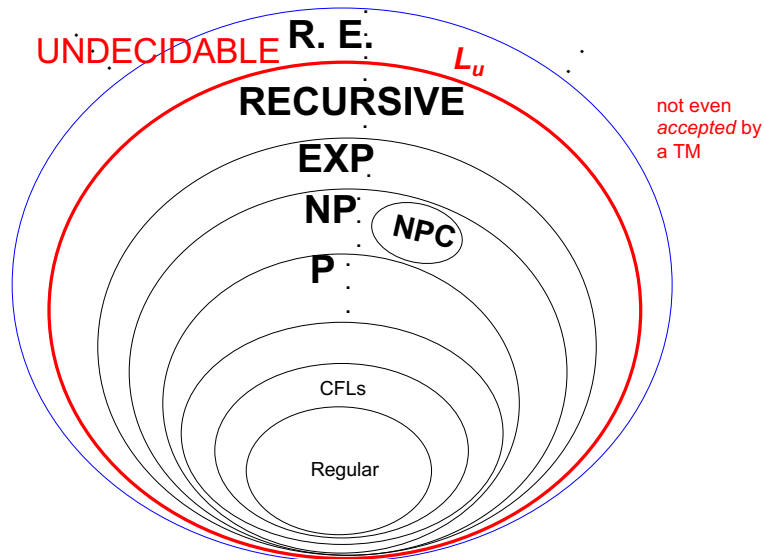 R. E.
UNDECIDABLE
Lu
RECURSIVE
not even
accepted by
a TM
EXP
NP
NPC
P
CFLs
Regular